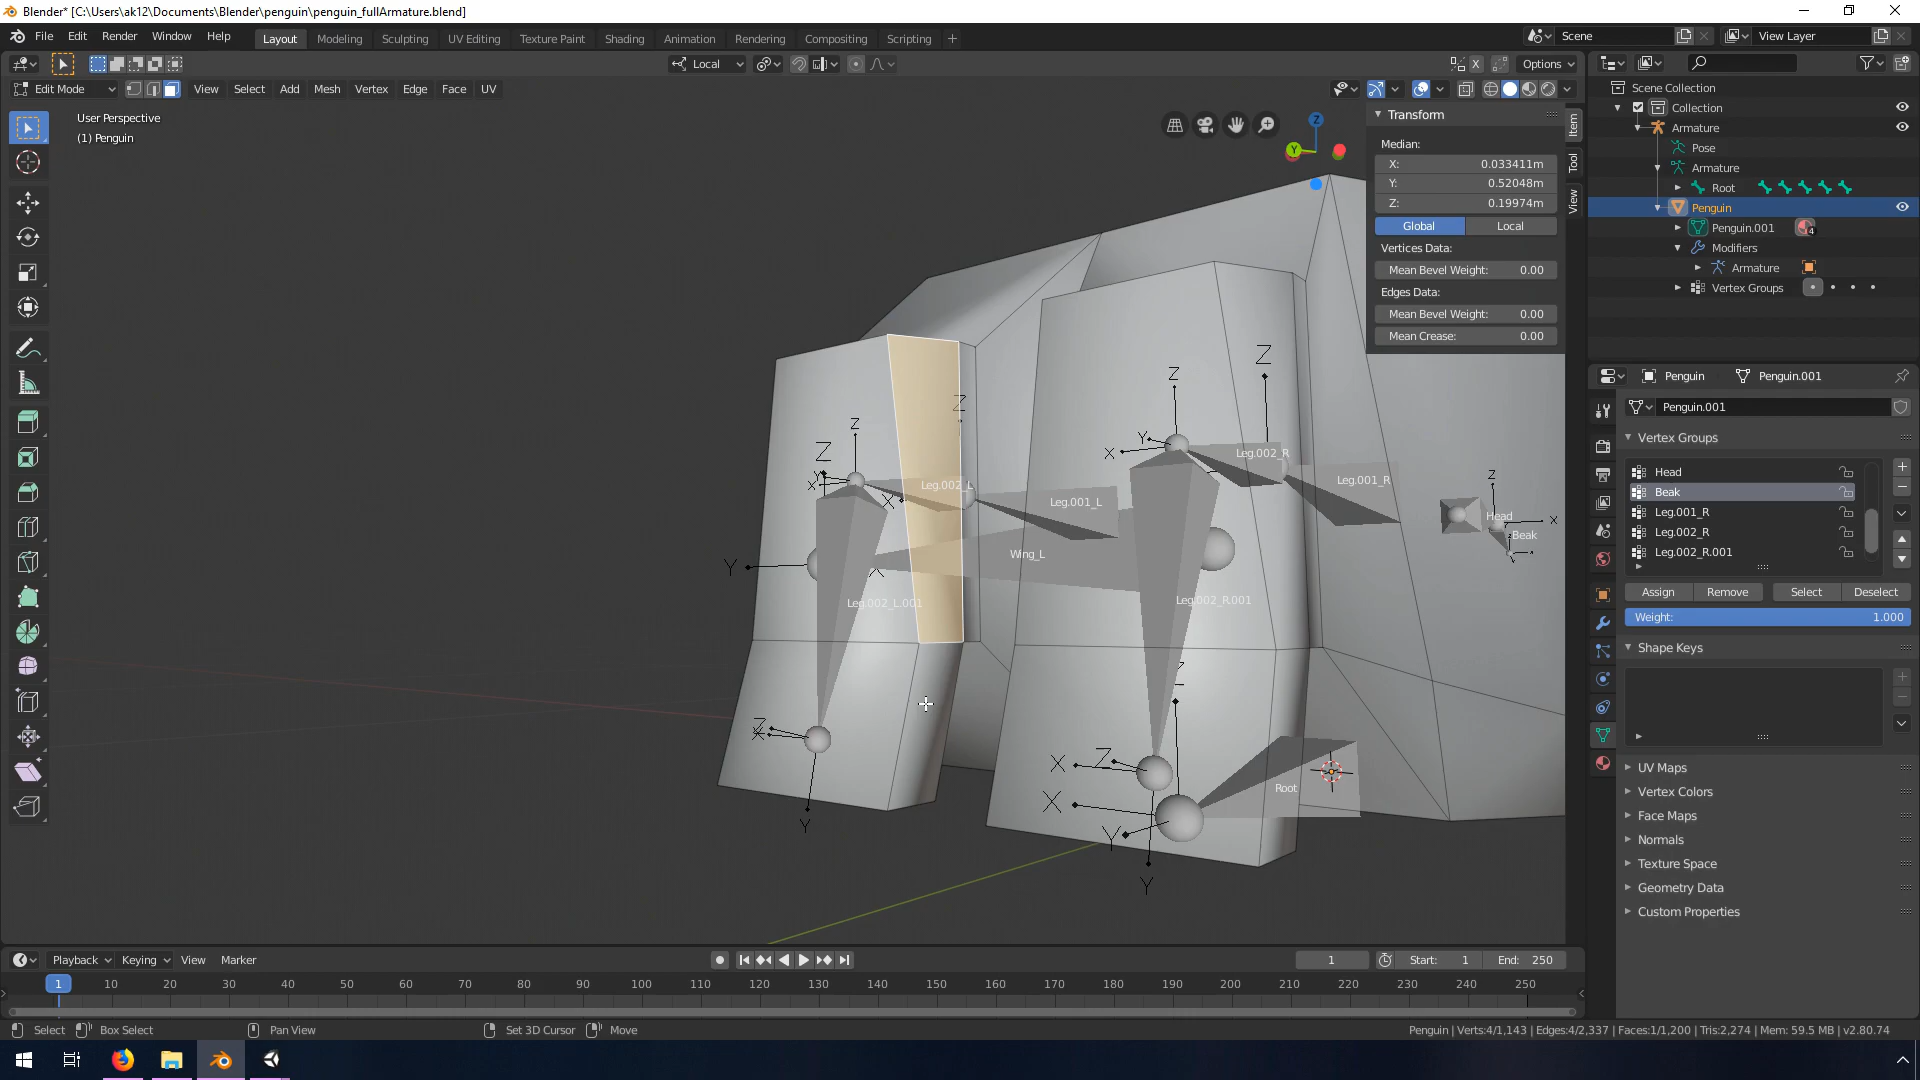 Blender* [C:\Users\ak12\Documents\Blender\penguin\penguin_fullArmature.blend]
File Edit Render Window Help Layout Modeling Sculpting UV Editing Texture Paint Shading Animation Rendering Compositing Scripting + Scene View Layer
Local X Options
Edit Mode View Select Add Mesh Vertex Edge Face UV
User Perspective
(1) Penguin
Z
Y
Transform
Median:
X: 0.033411m
Y: 0.52048m
Z: 0.19974m
Global Local
Vertices Data:
Mean Bevel Weight: 0.00
Edges Data:
Mean Bevel Weight: 0.00
Mean Crease: 0.00
Item
Tool
View
Z
Z
Z
Z
Z
Y
X
Leg.002_R
Z
Y
X
Leg.002_L
X
Leg.001_R
Leg.001_L
Z
Head
X
Beak
Wing_L
Y
X
Leg.002_L.001
Leg.002_R.001
Z
Z
X
X
Z
X
Root
Y
Y
Y
Scene Collection
Collection
Armature
Pose
Armature
Root
Penguin
Penguin.001 4
Modifiers
Armature
Vertex Groups
Penguin Penguin.001
Penguin.001
Vertex Groups
Head
Beak
Leg.001_R
Leg.002_R
Leg.002_R.001
Assign Remove Select Deselect
Weight: 1.000
Shape Keys
UV Maps
Vertex Colors
Face Maps
Normals
Texture Space
Geometry Data
Custom Properties
Playback Keying View Marker 1 Start: 1 End: 250
1 10 20 30 40 50 60 70 80 90 100 110 120 130 140 150 160 170 180 190 200 210 220 230 240 250
Select Box Select Pan View Set 3D Cursor Move Penguin | Verts:4/1,143 | Edges:4/2,337 | Faces:1/1,200 | Tris:2,274 | Mem: 59.5 MB | v2.80.74